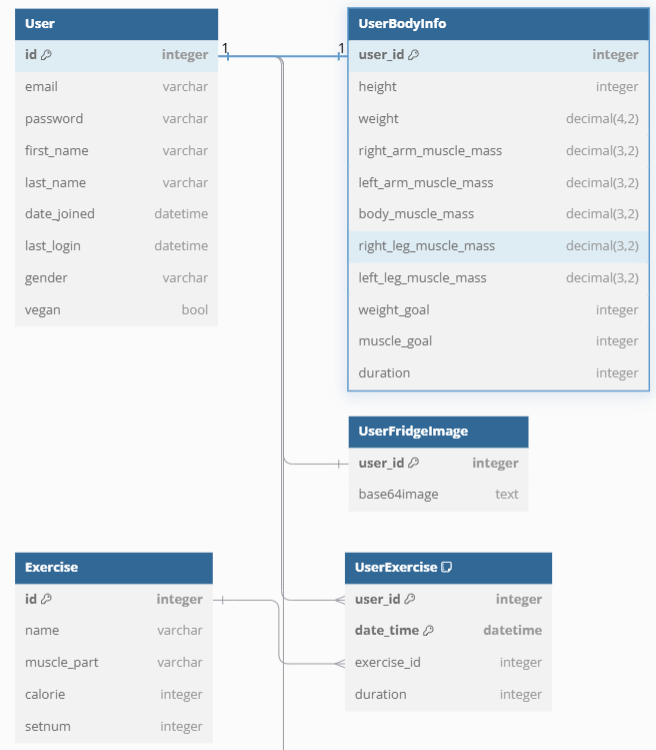 User
id integer
email varchar
password varchar
first_name varchar
last_name varchar
date_joined datetime
last_login datetime
gender varchar
vegan bool
1 1
UserBodyInfo
user_id integer
height integer
weight decimal(4,2)
right_arm_muscle_mass decimal(3,2)
left_arm_muscle_mass decimal(3,2)
body_muscle_mass decimal(3,2)
right_leg_muscle_mass decimal(3,2)
left_leg_muscle_mass decimal(3,2)
weight_goal integer
muscle_goal integer
duration integer
UserFridgeImage
user_id integer
base64image text
Exercise
id integer
name varchar
muscle_part varchar
calorie integer
setnum integer
UserExercise
user_id integer
date_time datetime
exercise_id integer
duration integer